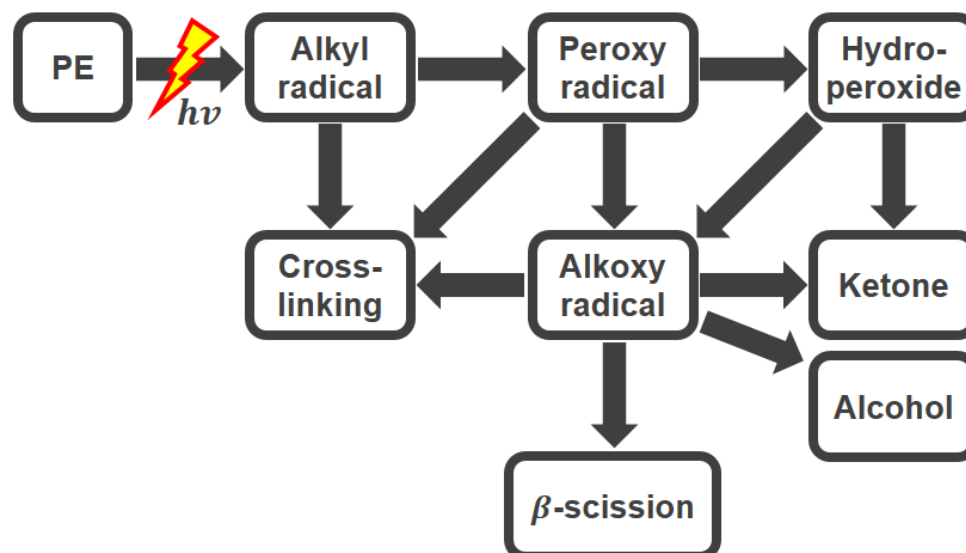 PE
hν
Alkyl
radical
Peroxy
radical
Hydro-
peroxide
Cross-
linking
Alkoxy
radical
Ketone
Alcohol
β-scission